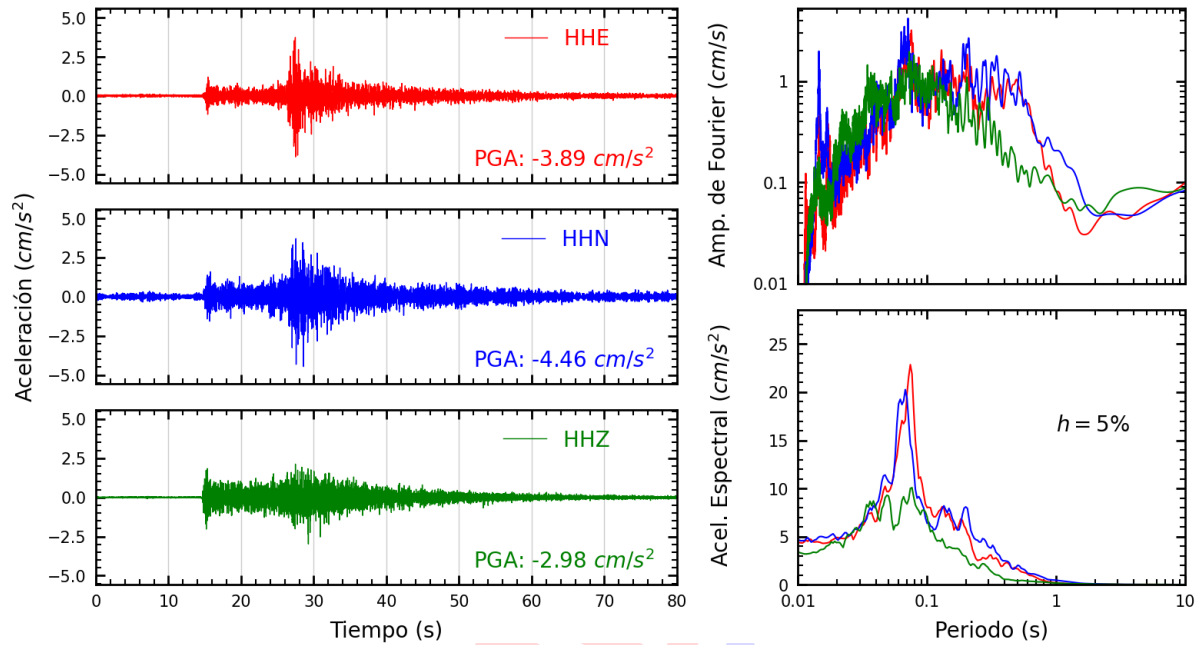 Aceleración (cm/s²)
5.0
2.5
0.0
−2.5
−5.0
HHE
PGA: -3.89 cm/s²
5.0
2.5
0.0
−2.5
−5.0
HHN
PGA: -4.46 cm/s²
5.0
2.5
0.0
−2.5
−5.0
HHZ
PGA: -2.98 cm/s²
0 10 20 30 40 50 60 70 80
Tiempo (s)
Amp. de Fourier (cm/s)
1
0.1
0.01
Acel. Espectral (cm/s²)
25
20
15
10
5
0
h = 5%
0.01 0.1 1 10
Periodo (s)